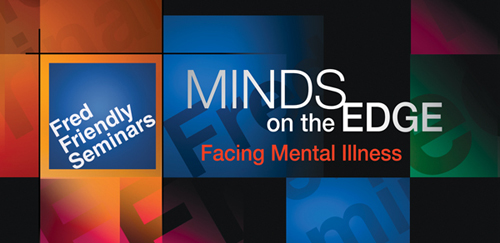 Fred
Friendly
Seminars
MINDS
on the EDGE
Facing Mental Illness